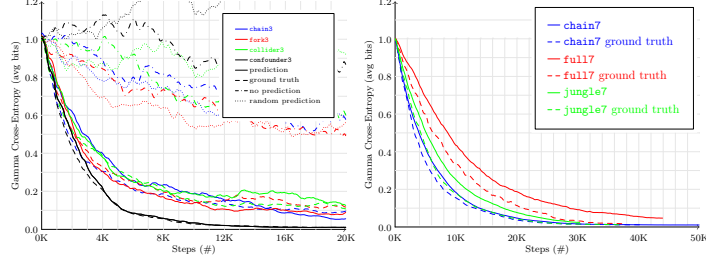 1.2
1.0
0.8
0.6
0.4
0.2
0.0
Gamma Cross-Entropy (avg bits)
0K
4K
8K
12K
16K
20K
Steps (#)
chain3
fork3
collider3
confounder3
prediction
ground truth
no prediction
random prediction
1.2
1.0
0.8
0.6
0.4
0.2
0.0
Gamma Cross-Entropy (avg bits)
0K
10K
20K
30K
40K
50K
Steps (#)
chain7
chain7 ground truth
full7
full7 ground truth
jungle7
jungle7 ground truth